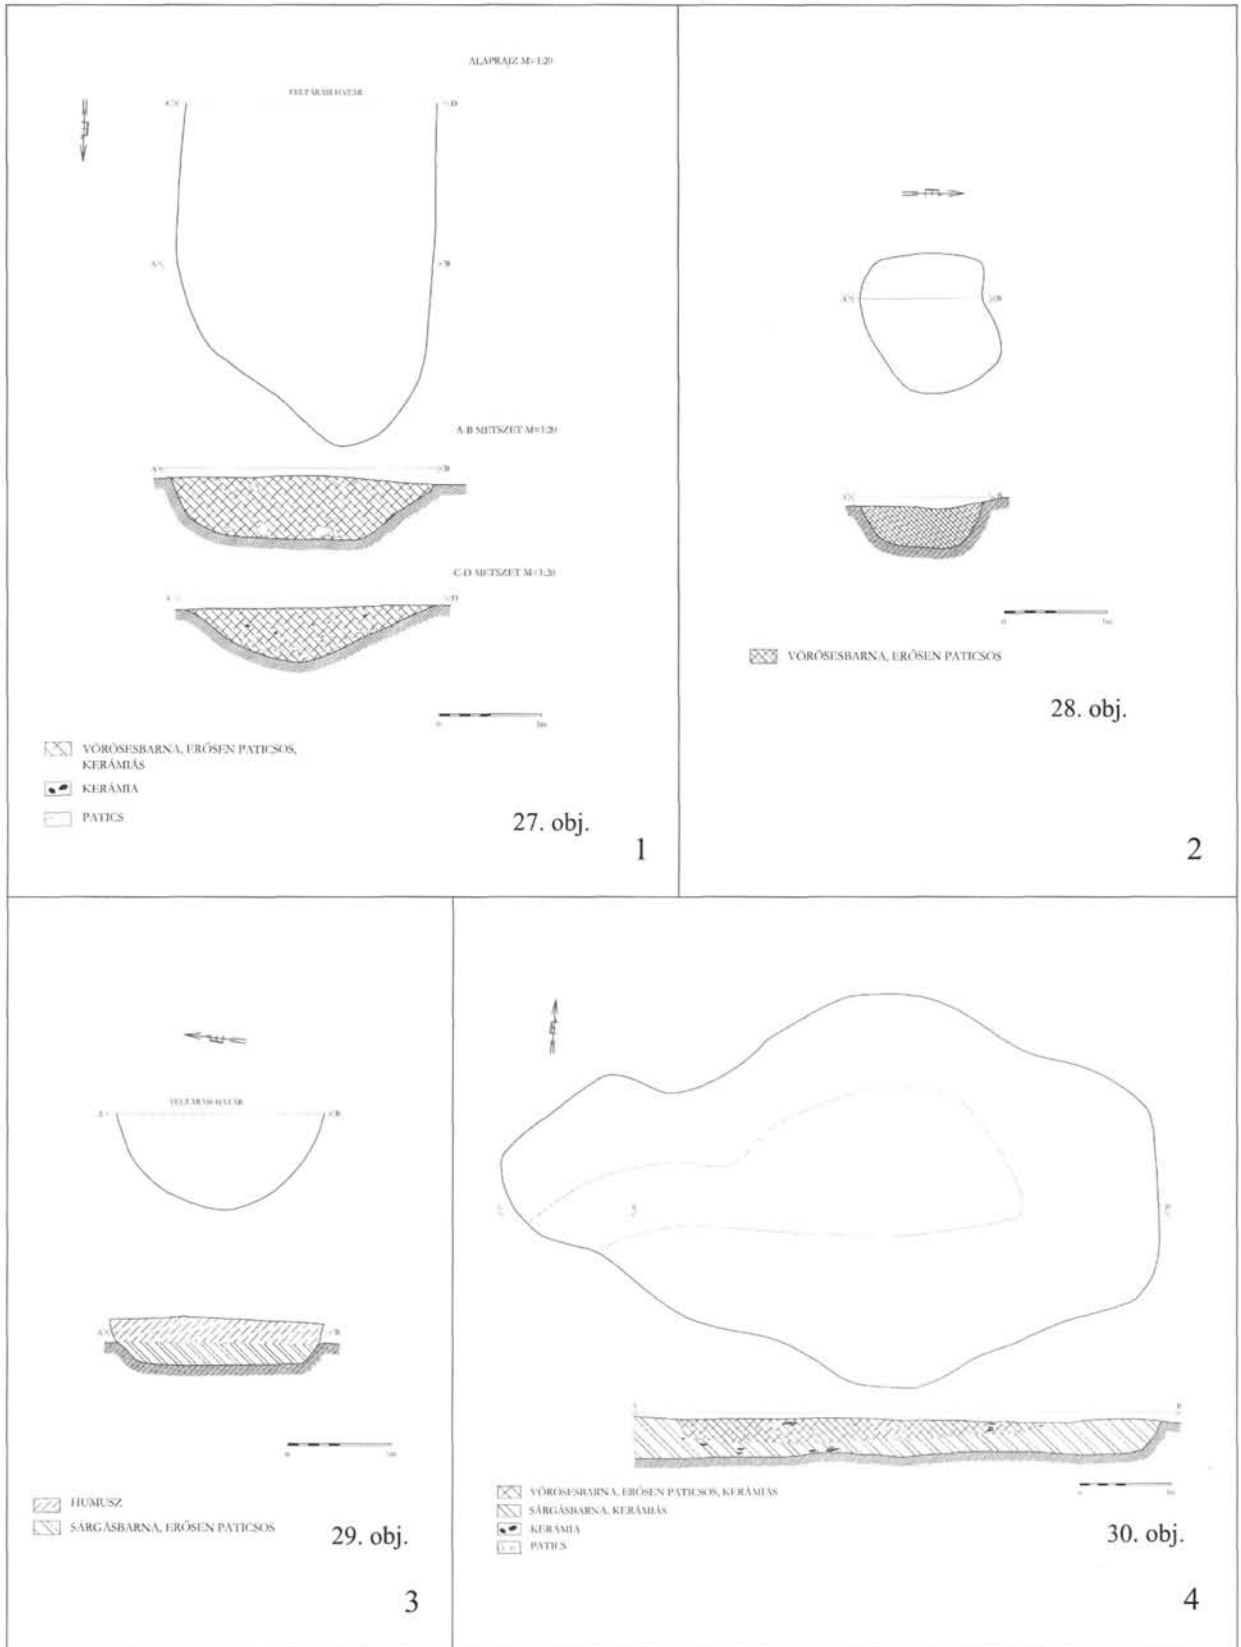 ALAPRAJZ M=1:20
FELTÁRÁSI HATÁR
C D
A B
A-B METSZET M=1:20
A B
C-D METSZET M=1:20
C D
0 1m
VÖRÖSESBARNA, ERŐSEN PATICSOS,
KERÁMIÁS
KERÁMIA
PATICS
27. obj.
1
A B
A B
0 1m
VÖRÖSESBARNA, ERŐSEN PATICSOS
28. obj.
2
FELTÁRÁSI HATÁR
A B
A B
0 1m
HUMUSZ
SÁRGÁSBARNA, ERŐSEN PATICSOS
29. obj.
3
A B
A B
0 1m
VÖRÖSESBARNA, ERŐSEN PATICSOS, KERÁMIÁS
SÁRGÁSBARNA, KERÁMIÁS
KERÁMIA
PATICS
30. obj.
4